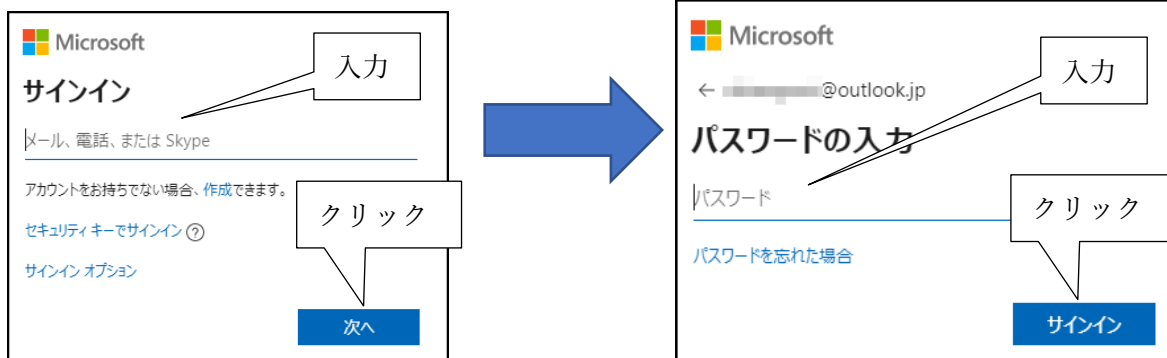 Microsoft
サインイン
入力
メール、電話、または Skype
アカウントをお持ちでない場合、作成できます。
セキュリティ キーでサインイン
サインイン オプション
クリック
次へ
Microsoft
入力
@outlook.jp
パスワードの入力
パスワード
クリック
パスワードを忘れた場合
サインイン